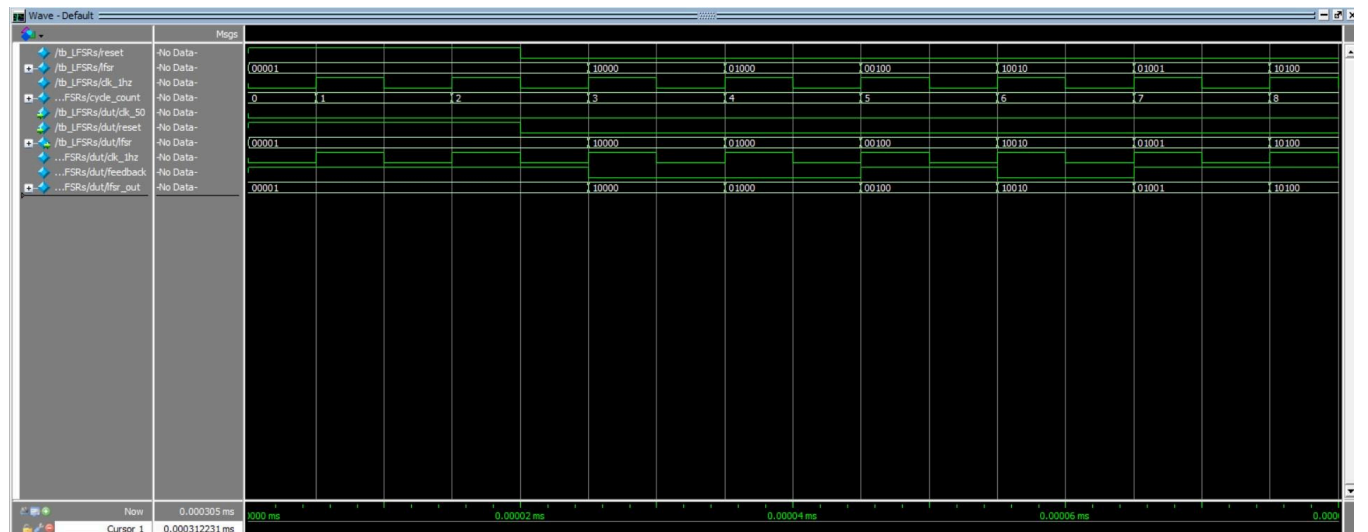 Wave - Default
Msgs
/tb_LFSRs/reset -No Data-
/tb_LFSRs/lfsr -No Data- 00001 10000 01000 00100 10010 01001 10100
/tb_LFSRs/clk_1hz -No Data-
...FSRs/cycle_count -No Data- 0 1 2 3 4 5 6 7 8
/tb_LFSRs/dut/clk_50 -No Data-
/tb_LFSRs/dut/reset -No Data-
/tb_LFSRs/dut/lfsr -No Data- 00001 10000 01000 00100 10010 01001 10100
...FSRs/dut/clk_1hz -No Data-
...FSRs/dut/feedback -No Data-
...FSRs/dut/lfsr_out -No Data- 00001 10000 01000 00100 10010 01001 10100
Now 0.000305 ms 0000 ms 0.00002 ms 0.00004 ms 0.00006 ms 0.000
Cursor 1 0.000312231 ms